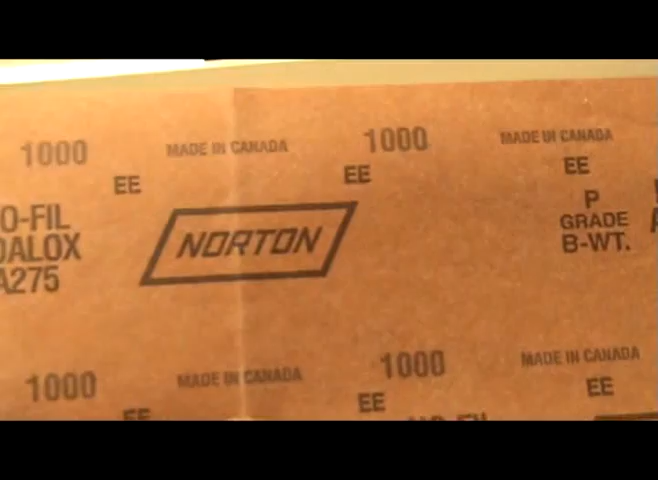 1000 MADE IN CANADA 1000 MADE IN CANADA
EE EE EE
O-FIL
DALOX
A275
NORTON
P
GRADE
B-WT.
1000 MADE IN CANADA 1000 MADE IN CANADA
EE EE EE